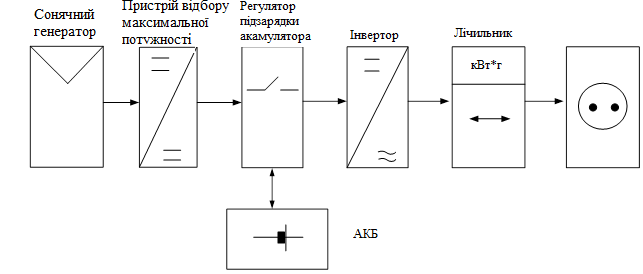 Сонячний
генератор
Пристрій відбору
максимальної
потужності
Регулятор
підзарядки
акамулятора
Інвертор
Лічильник
кВт*г
АКБ